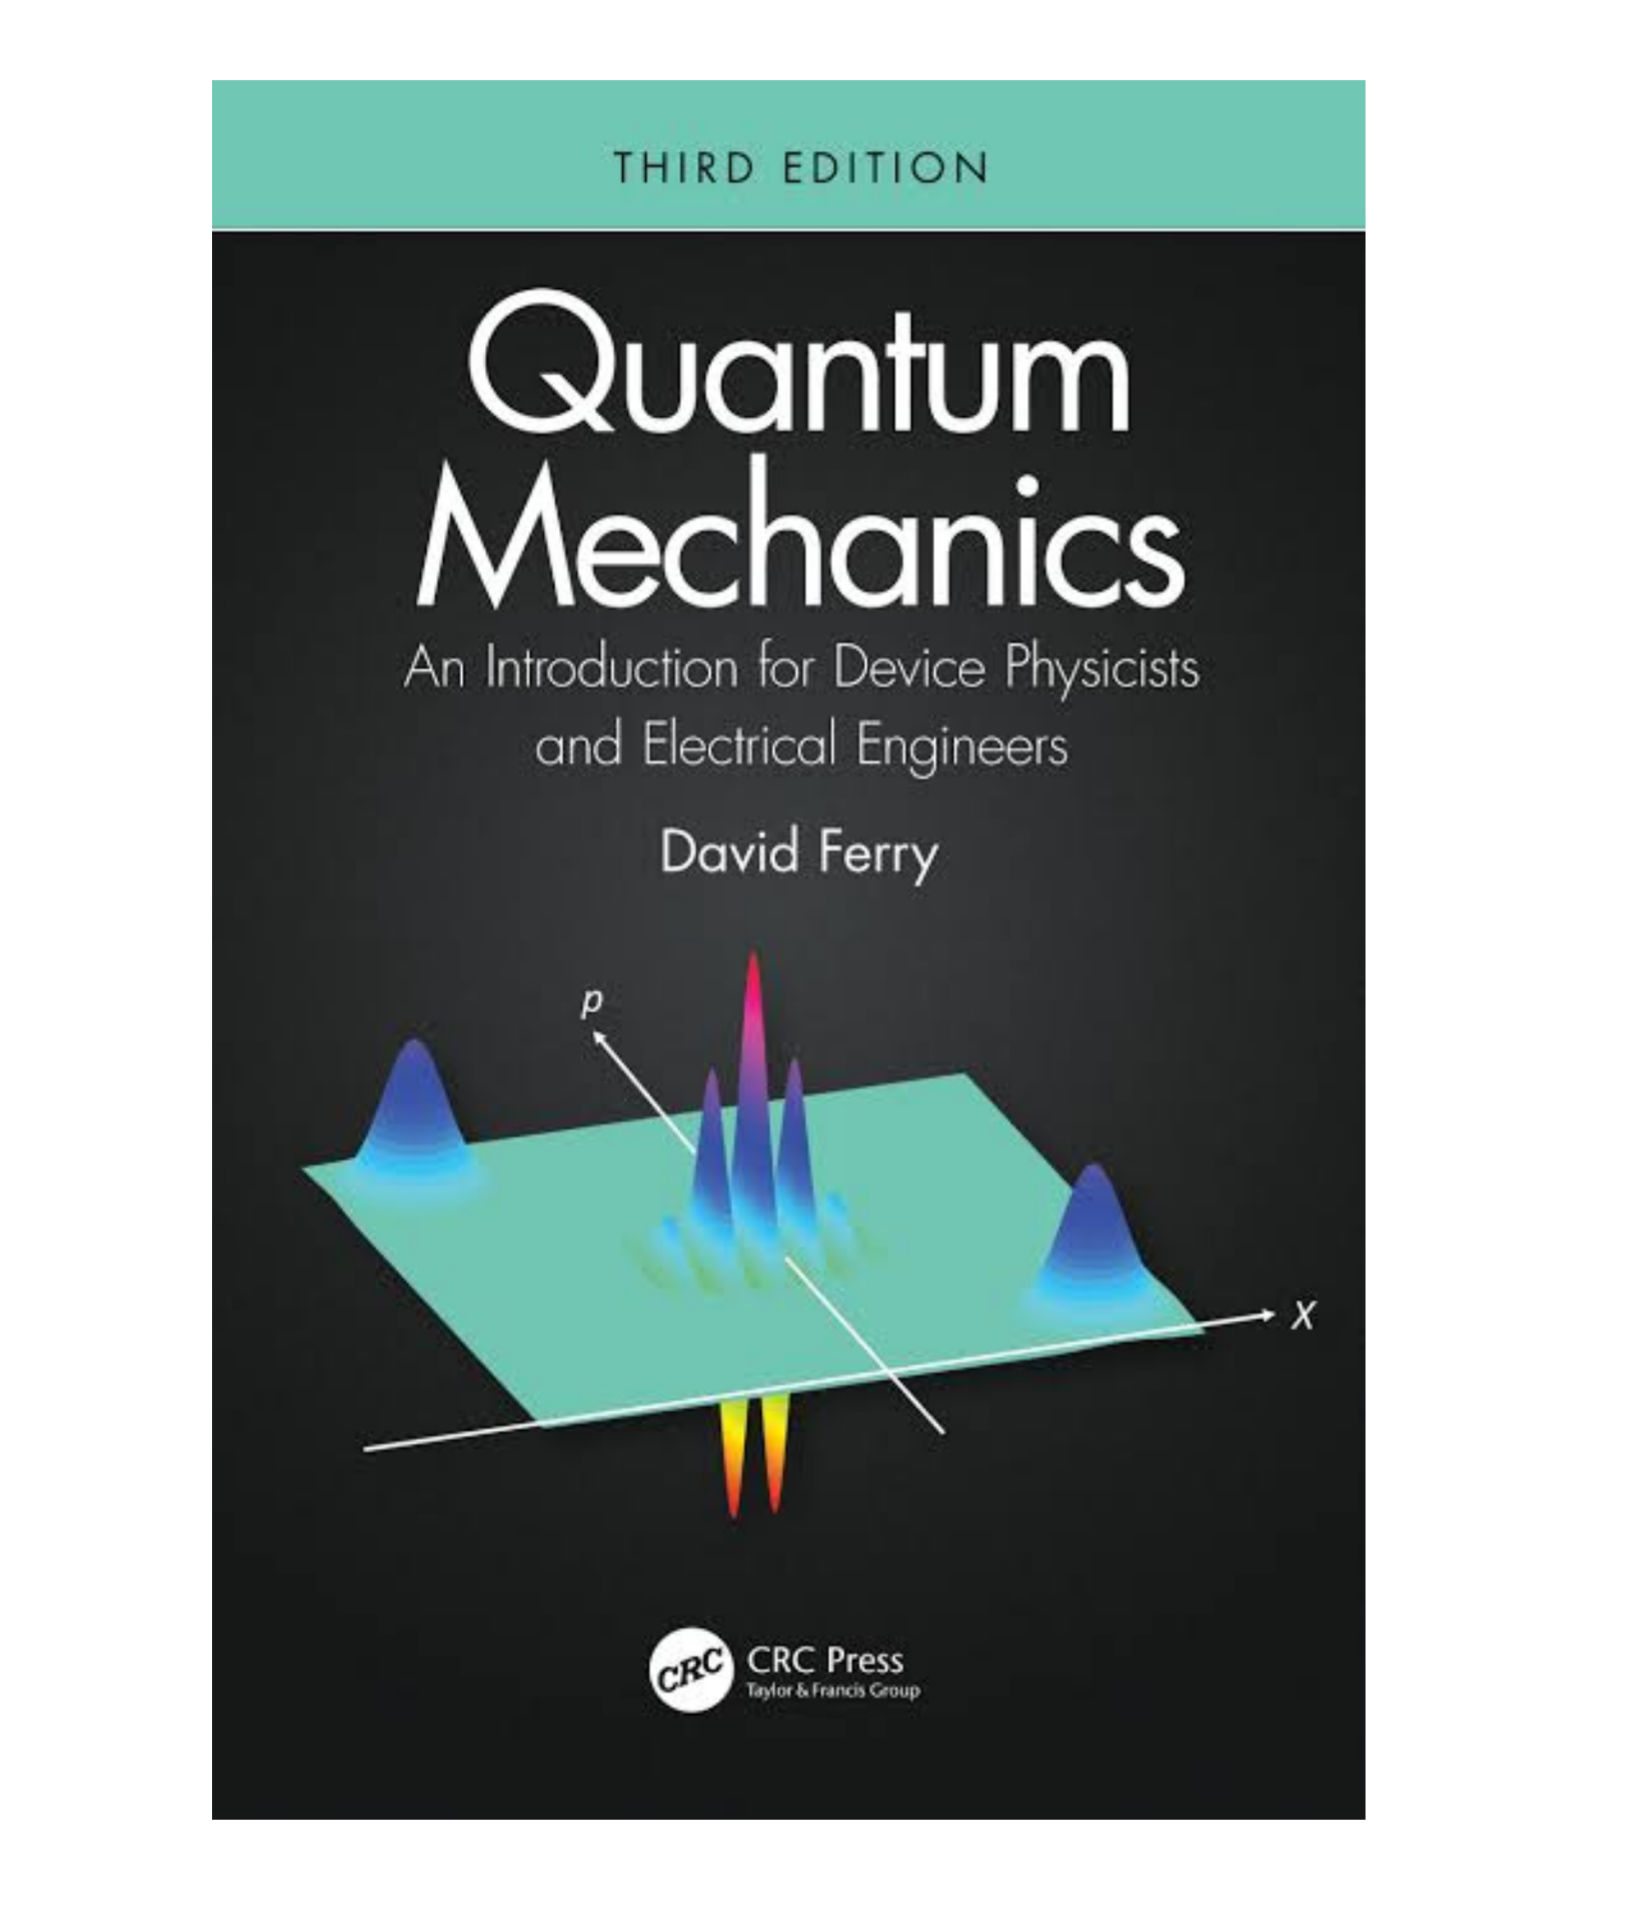 THIRD EDITION
Quantum
Mechanics
An Introduction for Device Physicists
and Electrical Engineers
David Ferry
p
x
CRC
CRC Press
Taylor & Francis Group